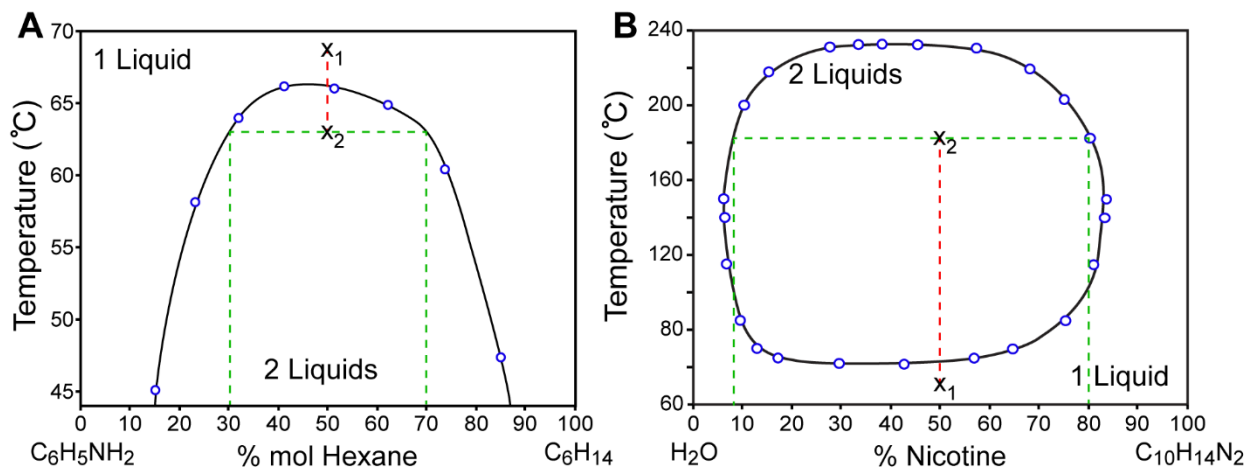 A
70
65
60
55
50
45
Temperature (°C)
1 Liquid
x₁
x₂
2 Liquids
0 10 20 30 40 50 60 70 80 90 100
C₆H₅NH₂ % mol Hexane C₆H₁₄
B
240
200
160
120
80
60
Temperature (°C)
2 Liquids
x₂
x₁
1 Liquid
0 10 20 30 40 50 60 70 80 90 100
H₂O % Nicotine C₁₀H₁₄N₂